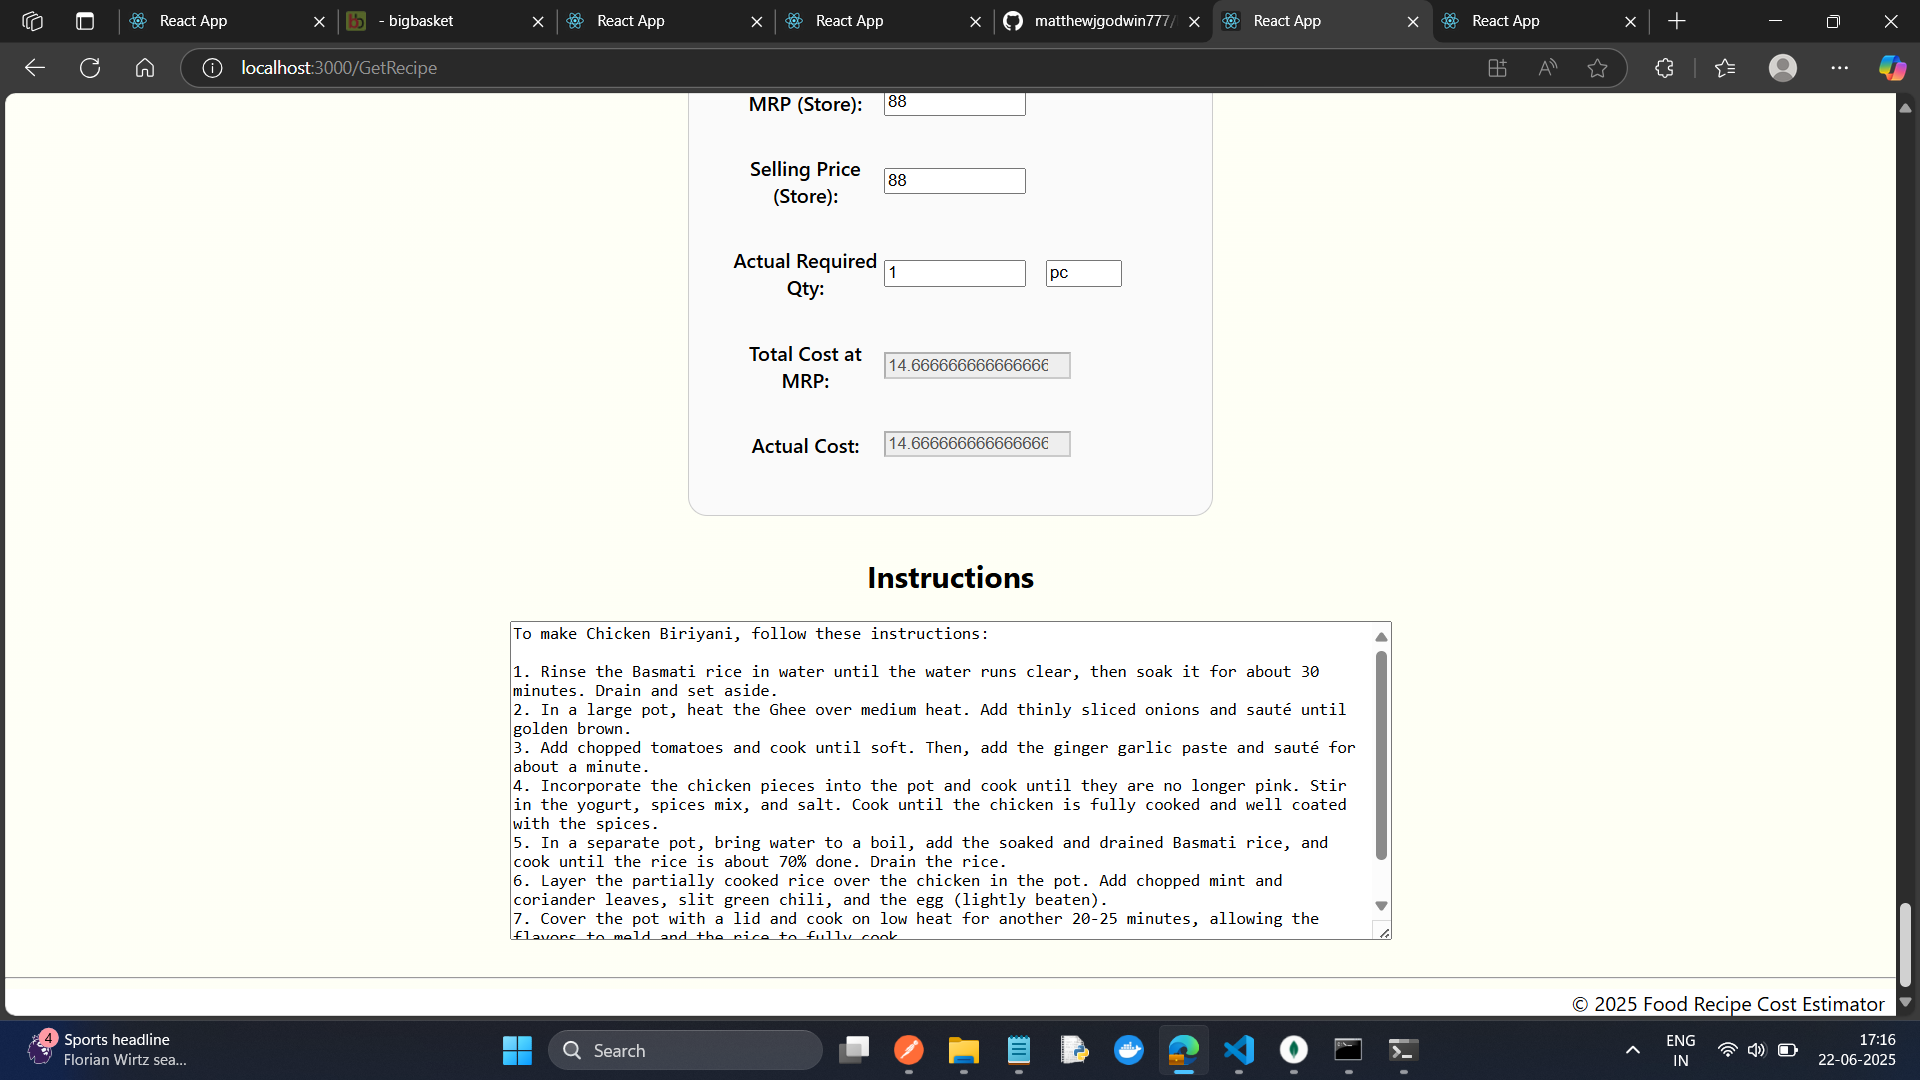 React App
- bigbasket
React App
React App
matthewjgodwin777/
React App
React App
localhost:3000/GetRecipe
MRP (Store):
88
Selling Price
(Store):
88
Actual Required
Qty:
1
pc
Total Cost at
MRP:
14.666666666666666
Actual Cost:
14.666666666666666
Instructions
To make Chicken Biriyani, follow these instructions:
1. Rinse the Basmati rice in water until the water runs clear, then soak it for about 30
minutes. Drain and set aside.
2. In a large pot, heat the Ghee over medium heat. Add thinly sliced onions and sauté until
golden brown.
3. Add chopped tomatoes and cook until soft. Then, add the ginger garlic paste and sauté for
about a minute.
4. Incorporate the chicken pieces into the pot and cook until they are no longer pink. Stir
in the yogurt, spices mix, and salt. Cook until the chicken is fully cooked and well coated
with the spices.
5. In a separate pot, bring water to a boil, add the soaked and drained Basmati rice, and
cook until the rice is about 70% done. Drain the rice.
6. Layer the partially cooked rice over the chicken in the pot. Add chopped mint and
coriander leaves, slit green chili, and the egg (lightly beaten).
7. Cover the pot with a lid and cook on low heat for another 20-25 minutes, allowing the
flavors to meld and the rice to fully cook.
© 2025 Food Recipe Cost Estimator
4
Sports headline
Florian Wirtz sea...
Search
ENG
IN
17:16
22-06-2025